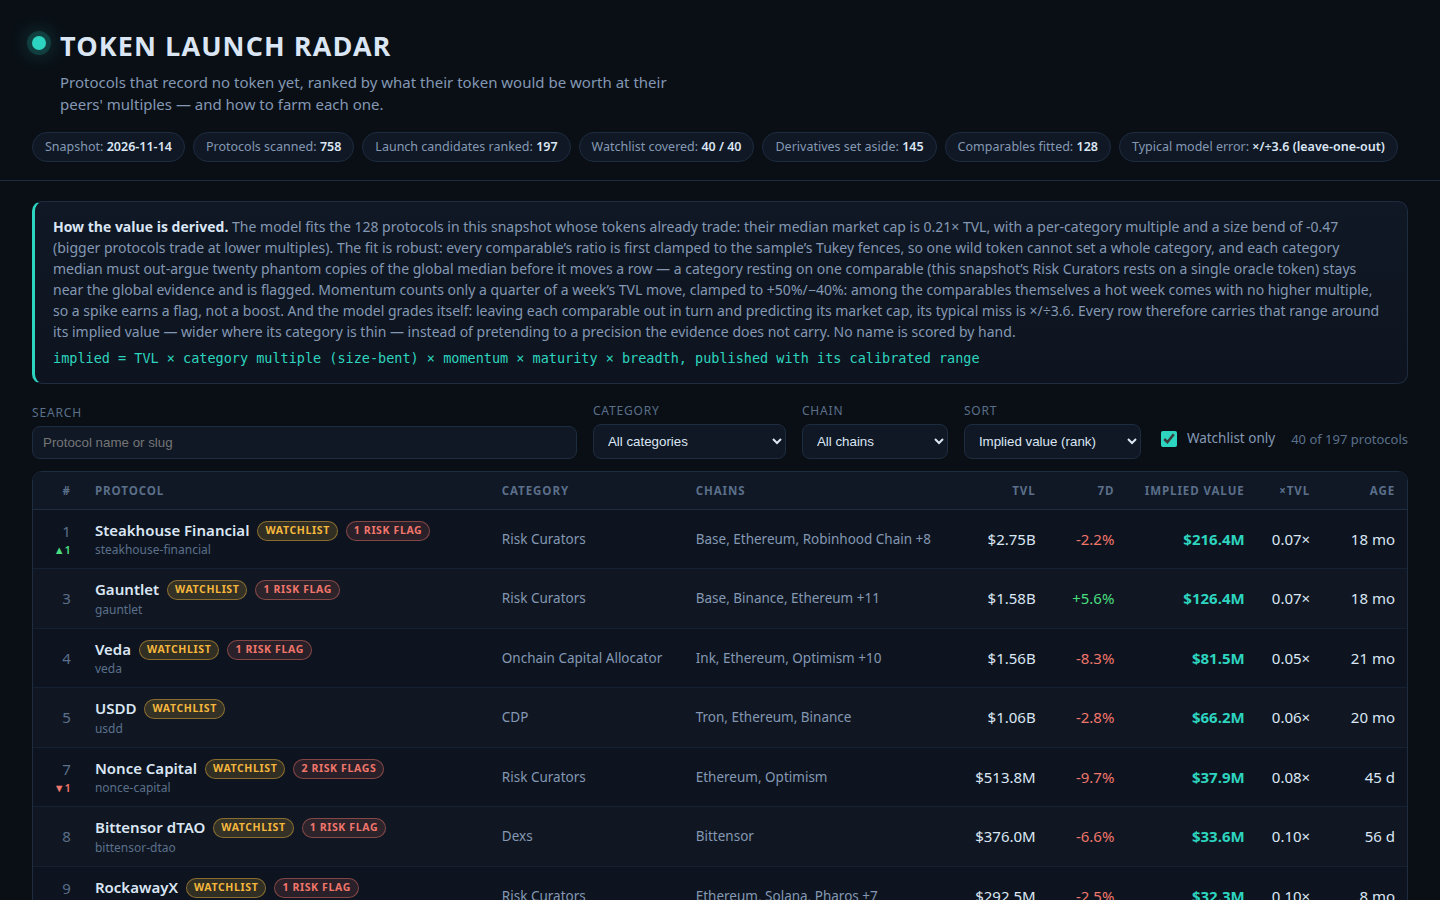 TOKEN LAUNCH RADAR
Protocols that record no token yet, ranked by what their token would be worth at their
peers' multiples — and how to farm each one.
Snapshot: 2026-11-14
Protocols scanned: 758
Launch candidates ranked: 197
Watchlist covered: 40 / 40
Derivatives set aside: 145
Comparables fitted: 128
Typical model error: ×/÷3.6 (leave-one-out)
How the value is derived. The model fits the 128 protocols in this snapshot whose tokens already trade: their median market cap is 0.21× TVL, with a per-category multiple and a size bend of -0.47
(bigger protocols trade at lower multiples). The fit is robust: every comparable’s ratio is first clamped to the sample’s Tukey fences, so one wild token cannot set a whole category, and each category
median must out-argue twenty phantom copies of the global median before it moves a row — a category resting on one comparable (this snapshot’s Risk Curators rests on a single oracle token) stays
near the global evidence and is flagged. Momentum counts only a quarter of a week’s TVL move, clamped to +50%/−40%: among the comparables themselves a hot week comes with no higher multiple,
so a spike earns a flag, not a boost. And the model grades itself: leaving each comparable out in turn and predicting its market cap, its typical miss is ×/÷3.6. Every row therefore carries that range around
its implied value — wider where its category is thin — instead of pretending to a precision the evidence does not carry. No name is scored by hand.
implied = TVL × category multiple (size-bent) × momentum × maturity × breadth, published with its calibrated range
SEARCH
Protocol name or slug
CATEGORY
All categories
CHAIN
All chains
SORT
Implied value (rank)
Watchlist only
40 of 197 protocols
# PROTOCOL CATEGORY CHAINS TVL 7D IMPLIED VALUE ×TVL AGE
1 ▲1 Steakhouse Financial WATCHLIST 1 RISK FLAG Risk Curators Base, Ethereum, Robinhood Chain +8 $2.75B -2.2% $216.4M 0.07× 18 mo
steakhouse-financial
3 Gauntlet WATCHLIST 1 RISK FLAG Risk Curators Base, Binance, Ethereum +11 $1.58B +5.6% $126.4M 0.07× 18 mo
gauntlet
4 Veda WATCHLIST 1 RISK FLAG Onchain Capital Allocator Ink, Ethereum, Optimism +10 $1.56B -8.3% $81.5M 0.05× 21 mo
veda
5 USDD WATCHLIST CDP Tron, Ethereum, Binance $1.06B -2.8% $66.2M 0.06× 20 mo
usdd
7 ▼1 Nonce Capital WATCHLIST 2 RISK FLAGS Risk Curators Ethereum, Optimism $513.8M -9.7% $37.9M 0.08× 45 d
nonce-capital
8 Bittensor dTAO WATCHLIST 1 RISK FLAG Dexs Bittensor $376.0M -6.6% $33.6M 0.10× 56 d
bittensor-dtao
9 RockawayX WATCHLIST 1 RISK FLAG Risk Curators Ethereum, Solana, Pharos +7 $292.5M -2.5% $32.3M 0.10× 8 mo